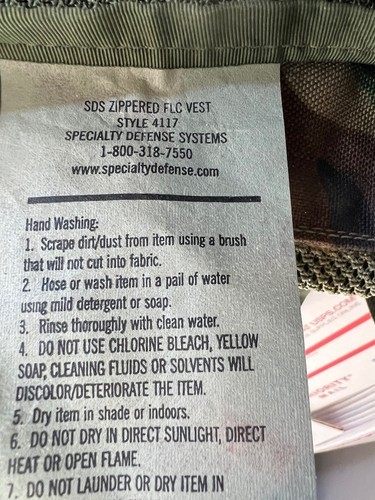 SDS ZIPPERED FLC VEST
STYLE 4117
SPECIALTY DEFENSE SYSTEMS
1-800-318-7550
www.specialtydefense.com
Hand Washing:
1. Scrape dirt/dust from item using a brush
that will not cut into fabric.
2. Hose or wash item in a pail of water
using mild detergent or soap.
3. Rinse thoroughly with clean water.
4. DO NOT USE CHLORINE BLEACH, YELLOW
SOAP, CLEANING FLUIDS OR SOLVENTS WILL
DISCOLOR/DETERIORATE THE ITEM.
5. Dry item in shade or indoors.
6. DO NOT DRY IN DIRECT SUNLIGHT, DIRECT
HEAT OR OPEN FLAME.
7. DO NOT LAUNDER OR DRY ITEM IN
USPS.COM
MAIL